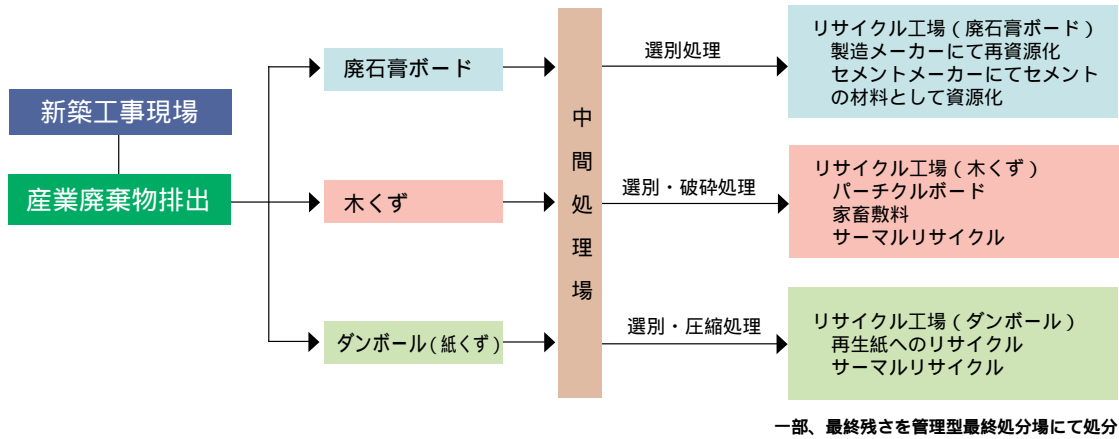 新築工事現場
産業廃棄物排出
廃石膏ボード
木くず
ダンボール(紙くず)
中間処理場
選別処理
選別・破砕処理
選別・圧縮処理
リサイクル工場(廃石膏ボード)
製造メーカーにて再資源化
セメントメーカーにてセメント
の材料として資源化
リサイクル工場(木くず)
パーチクルボード
家畜敷料
サーマルリサイクル
リサイクル工場(ダンボール)
再生紙へのリサイクル
サーマルリサイクル
一部、最終残さを管理型最終処分場にて処分